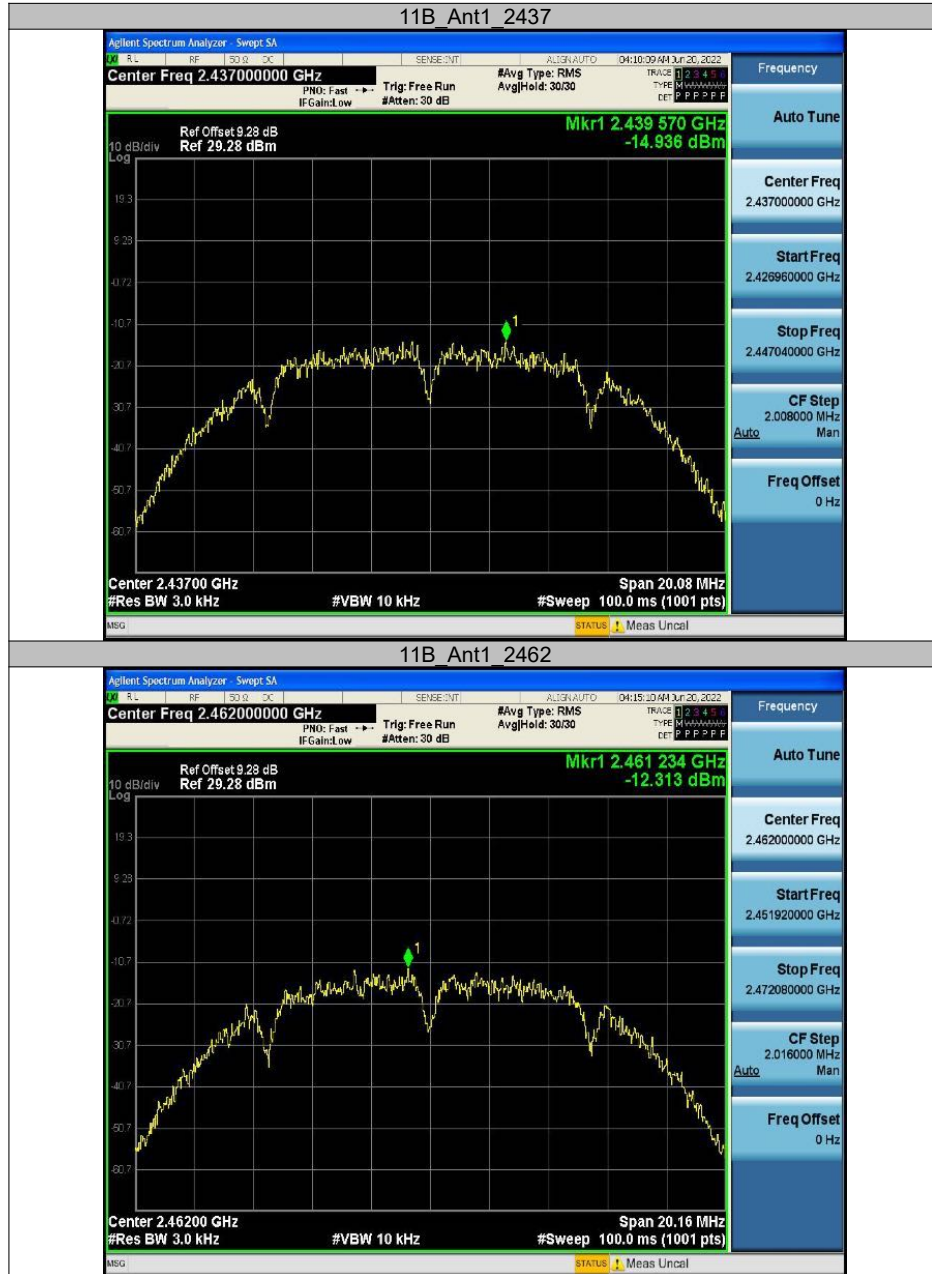 11B_Ant1_2437
Agilent Spectrum Analyzer - Swept SA
RL RF 50 Ω DC SENSE:INT ALIGNAUTO 04:10:09 AM Jun 20, 2022
Center Freq 2.437000000 GHz
#Avg Type: RMS
TRACE 1 2 3 4 5 6
PNO: Fast Trig: Free Run Avg|Hold: 30/30 TYPE M
IFGain:Low #Atten: 30 dB DET P P P P P P
Mkr1 2.439 570 GHz
-14.936 dBm
Ref Offset 9.28 dB
10 dB/div Ref 29.28 dBm
Log
19.3
9.28
-0.72
-10.7
-20.7
-30.7
-40.7
-50.7
-60.7
1
Center 2.43700 GHz Span 20.08 MHz
#Res BW 3.0 kHz #VBW 10 kHz #Sweep 100.0 ms (1001 pts)
MSG STATUS Meas Uncal
Frequency
Auto Tune
Center Freq
2.437000000 GHz
Start Freq
2.426960000 GHz
Stop Freq
2.447040000 GHz
CF Step
2.008000 MHz
Auto Man
Freq Offset
0 Hz
11B_Ant1_2462
Agilent Spectrum Analyzer - Swept SA
RL RF 50 Ω DC SENSE:INT ALIGNAUTO 04:15:10 AM Jun 20, 2022
Center Freq 2.462000000 GHz
#Avg Type: RMS
TRACE 1 2 3 4 5 6
PNO: Fast Trig: Free Run Avg|Hold: 30/30 TYPE M
IFGain:Low #Atten: 30 dB DET P P P P P P
Mkr1 2.461 234 GHz
-12.313 dBm
Ref Offset 9.28 dB
10 dB/div Ref 29.28 dBm
Log
19.3
9.28
-0.72
-10.7
-20.7
-30.7
-40.7
-50.7
-60.7
1
Center 2.46200 GHz Span 20.16 MHz
#Res BW 3.0 kHz #VBW 10 kHz #Sweep 100.0 ms (1001 pts)
MSG STATUS Meas Uncal
Frequency
Auto Tune
Center Freq
2.462000000 GHz
Start Freq
2.451920000 GHz
Stop Freq
2.472080000 GHz
CF Step
2.016000 MHz
Auto Man
Freq Offset
0 Hz